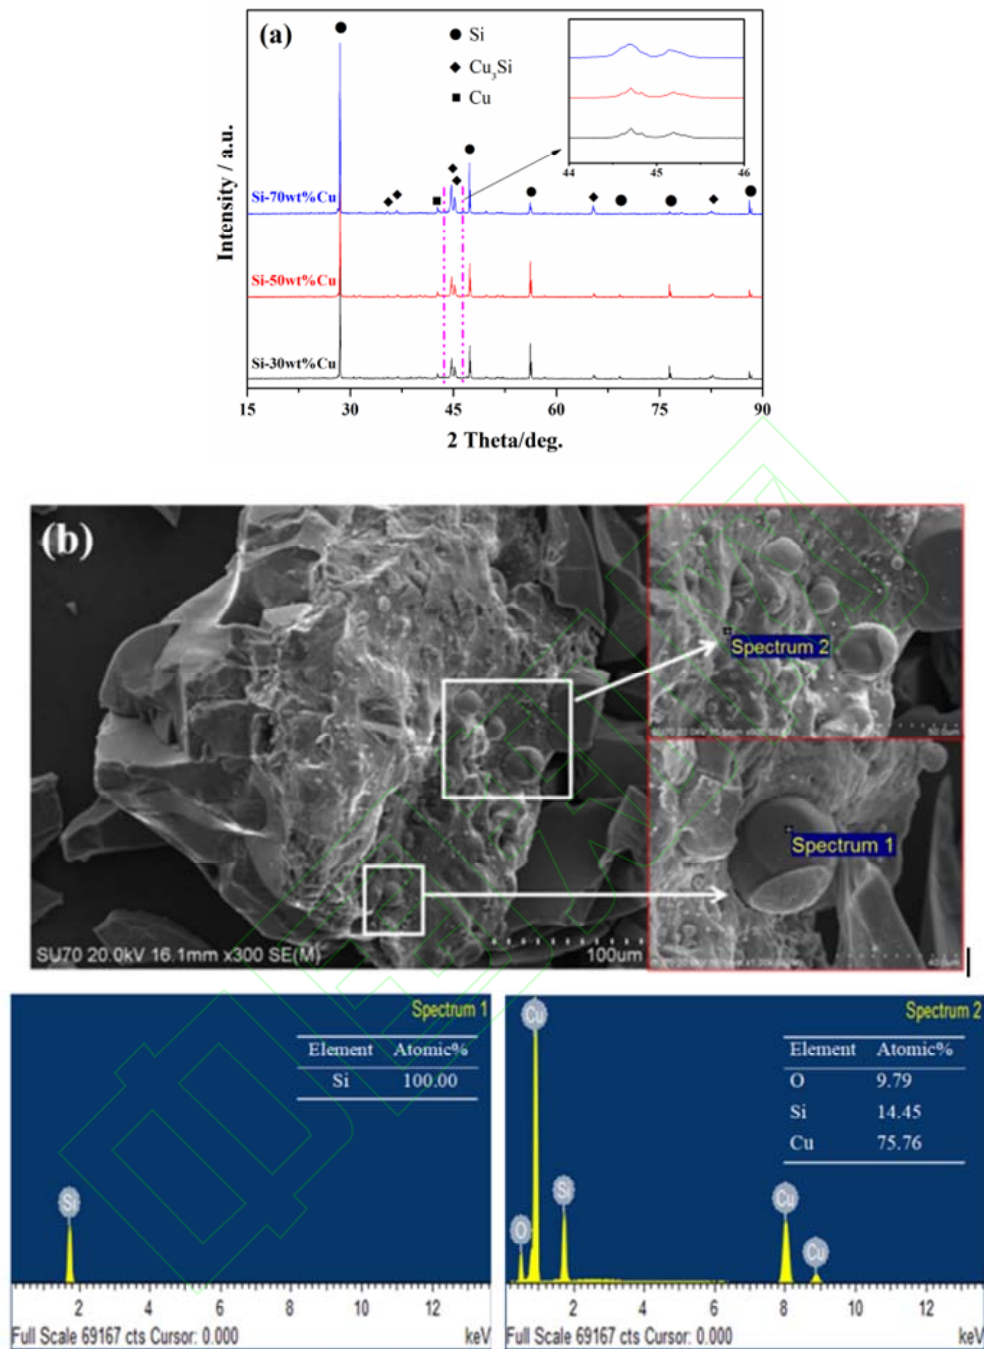 (a)
Si
Cu3Si
Cu
Intensity / a.u.
Si-70wt%Cu
Si-50wt%Cu
Si-30wt%Cu
44 45 46
15 30 45 60 75 90
2 Theta/deg.
(b)
Spectrum 2
Spectrum 1
SU70 20.0kV 16.1mm x300 SE(M)
100um
Spectrum 1
Element Atomic%
Si 100.00
Si
2 4 6 8 10 12
Full Scale 69167 cts Cursor: 0.000 keV
Spectrum 2
Element Atomic%
O 9.79
Si 14.45
Cu 75.76
Cu
O
Si
Cu
Cu
2 4 6 8 10 12
Full Scale 69167 cts Cursor: 0.000 keV